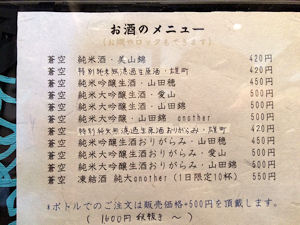 お酒のメニュー
(お燗やロックもできます)
蒼空 純米酒・美山錦 420円
蒼空 特別純米無濾過生原酒・雄町 420円
蒼空 純米吟醸生酒・山田穂 450円
蒼空 純米大吟醸生酒・愛山 500円
蒼空 純米大吟醸生酒・山田錦 500円
蒼空 純米大吟醸・山田錦 another 500円
蒼空 特別純米無濾過生原酒おりがらみ・雄町 420円
蒼空 純米吟醸生酒おりがらみ・山田穂 450円
蒼空 純米大吟醸生酒おりがらみ・愛山 500円
蒼空 純米大吟醸生酒おりがらみ・山田錦 500円
蒼空 凍結酒 純大another (1日限定10杯) 550円
*ボトルでのご注文は販売価格+500円を頂戴します。
(1600円税抜き〜)